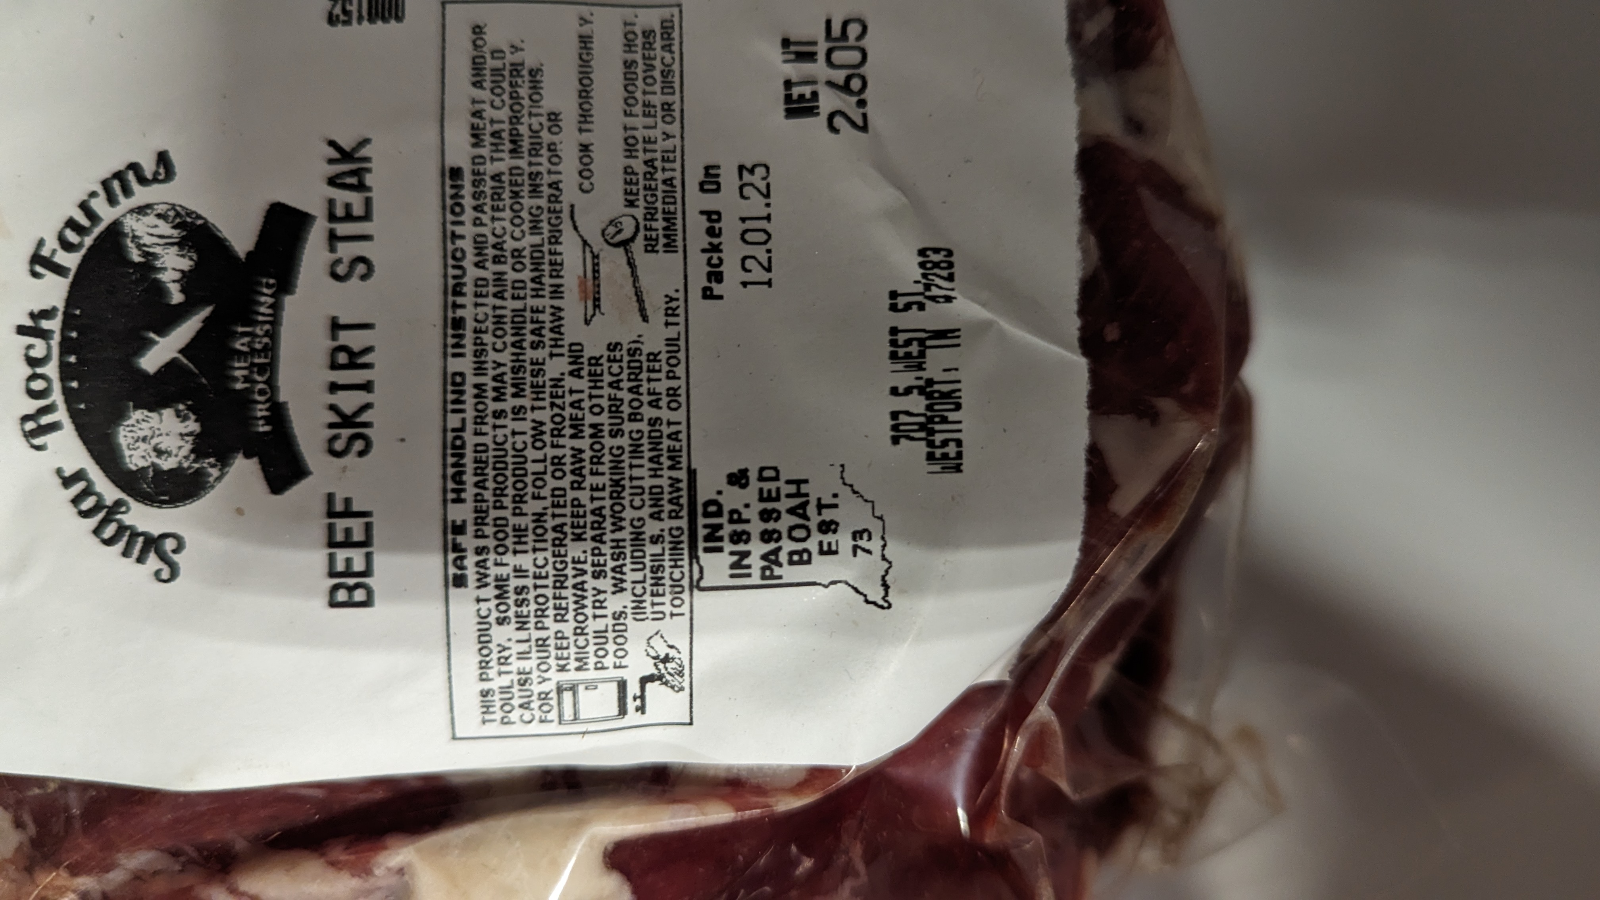 000153
Sugar Rock Farms
MEAT
PROCESSING
BEEF SKIRT STEAK
SAFE HANDLING INSTRUCTIONS
THIS PRODUCT WAS PREPARED FROM INSPECTED AND PASSED MEAT AND/OR
POULTRY. SOME FOOD PRODUCTS MAY CONTAIN BACTERIA THAT COULD
CAUSE ILLNESS IF THE PRODUCT IS MISHANDLED OR COOKED IMPROPERLY.
FOR YOUR PROTECTION, FOLLOW THESE SAFE HANDLING INSTRUCTIONS.
KEEP REFRIGERATED OR FROZEN. THAW IN REFRIGERATOR OR
MICROWAVE. KEEP RAW MEAT AND
POULTRY SEPARATE FROM OTHER
FOODS. WASH WORKING SURFACES
(INCLUDING CUTTING BOARDS),
UTENSILS, AND HANDS AFTER
TOUCHING RAW MEAT OR POULTRY.
COOK THOROUGHLY.
KEEP HOT FOODS HOT.
REFRIGERATE LEFTOVERS
IMMEDIATELY OR DISCARD.
IND.
INSP. &
PASSED
BOAH
EST.
73
Packed On
12.01.23
NET WT
2.605
707 S.WEST ST.
WESTPORT, IN 47283